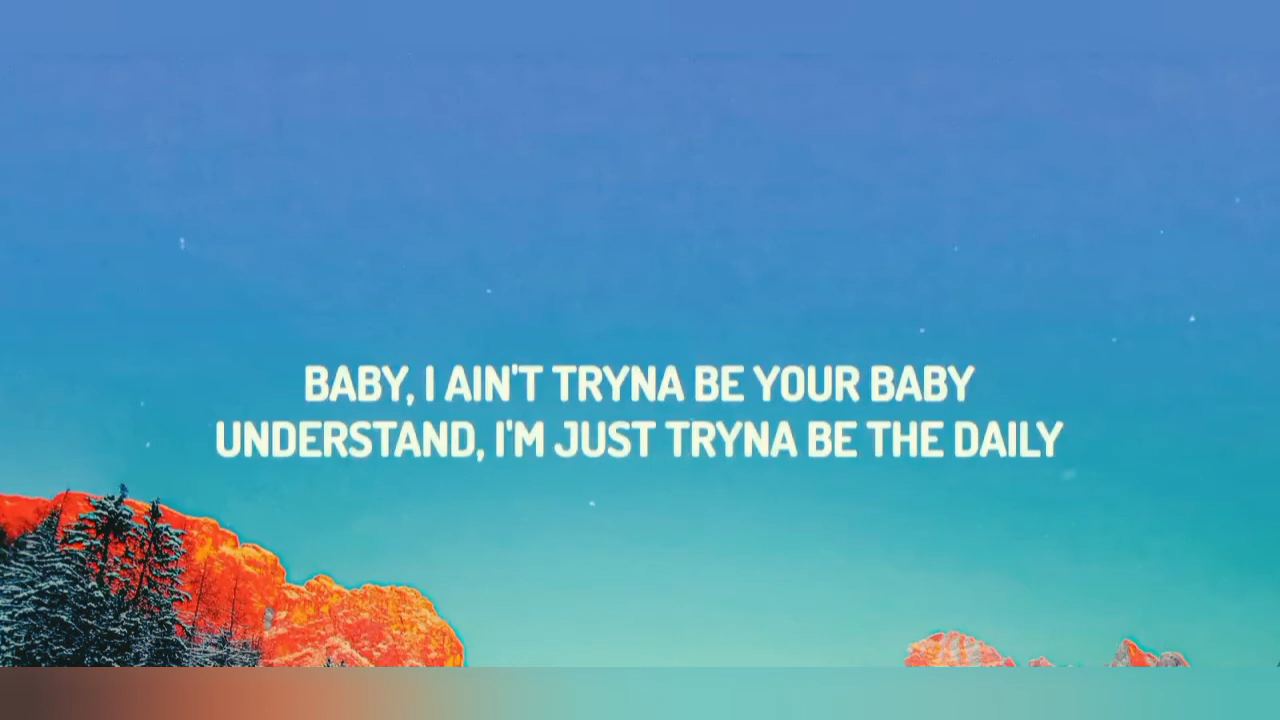 BABY, I AIN'T TRYNA BE YOUR BABY
UNDERSTAND, I'M JUST TRYNA BE THE DAILY